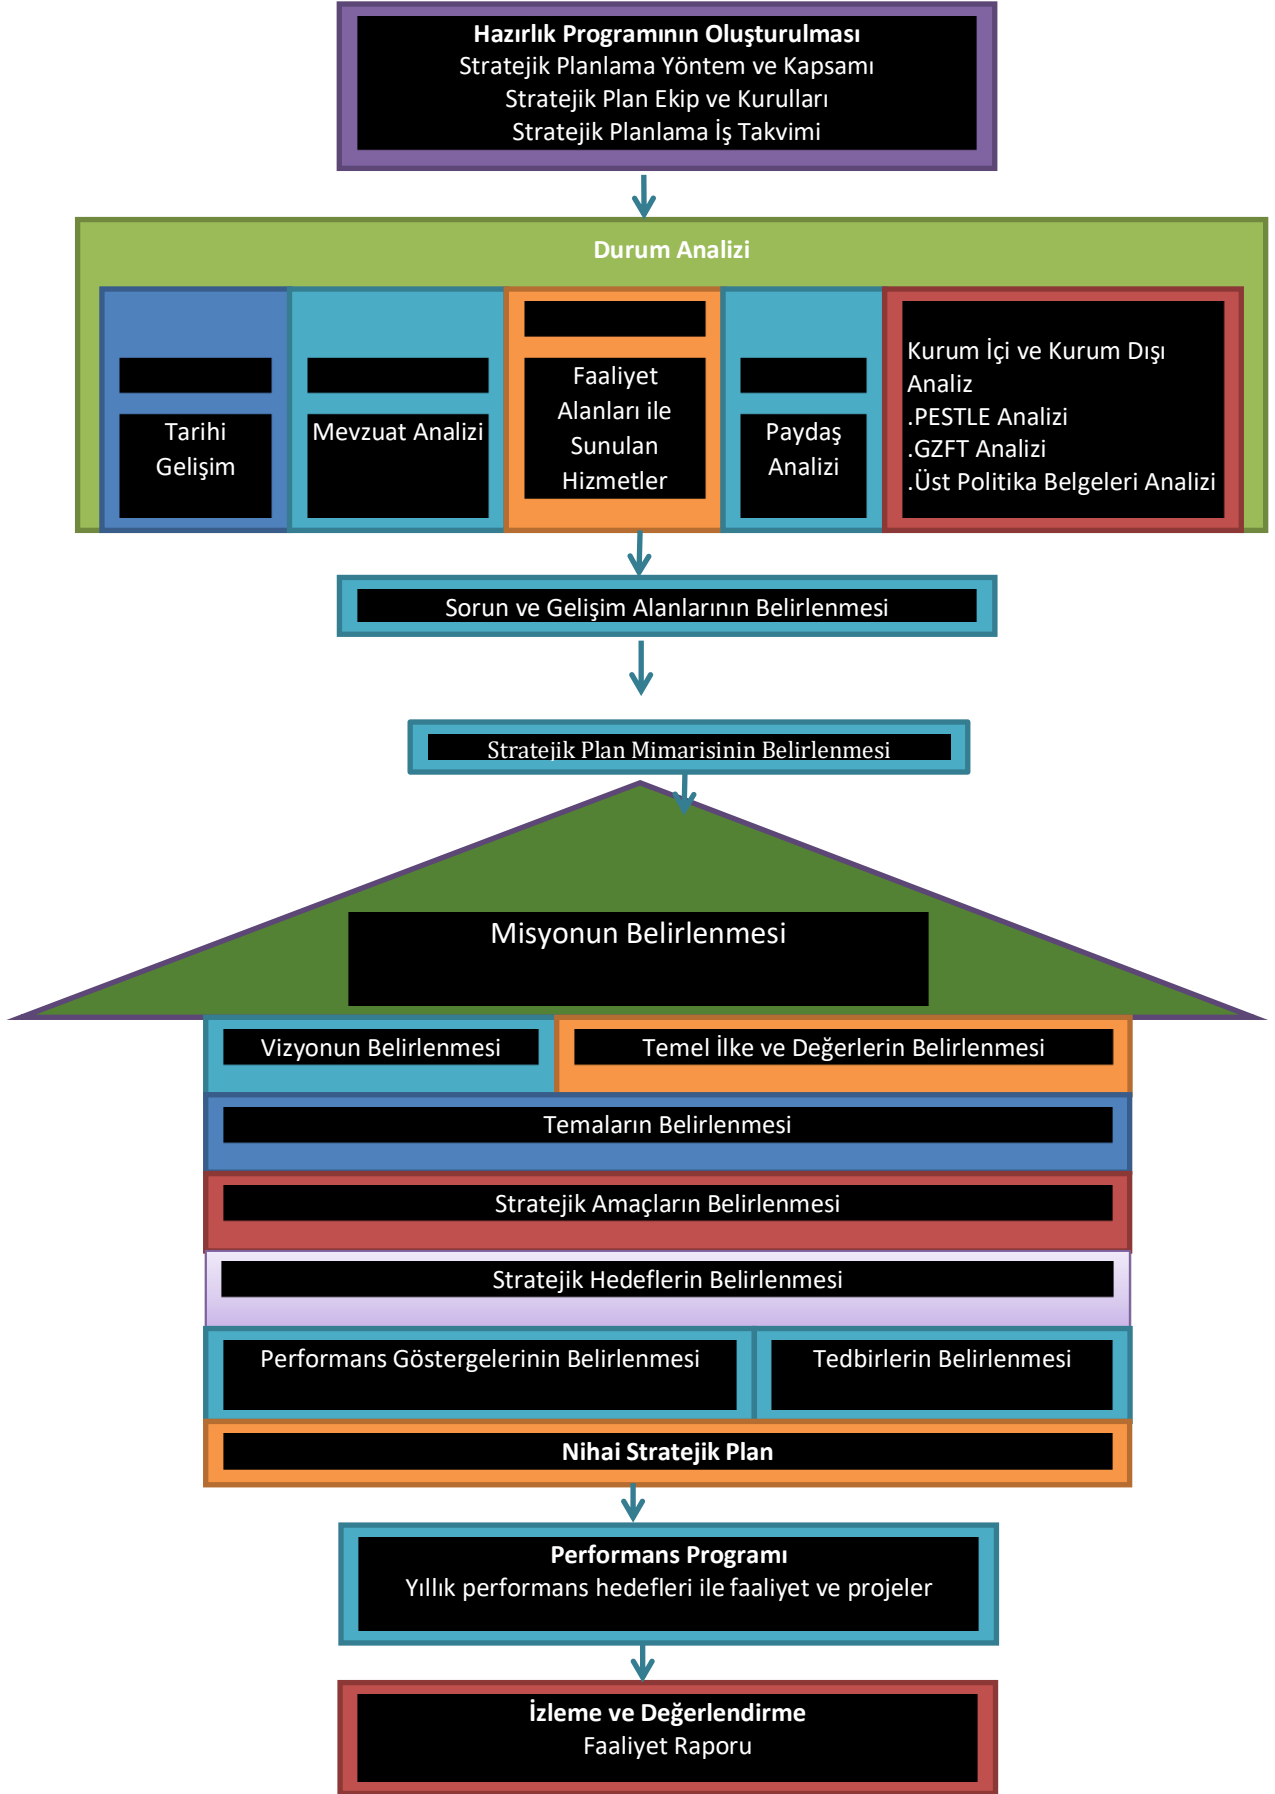 Hazırlık Programının Oluşturulması
Stratejik Planlama Yöntem ve Kapsamı
Stratejik Plan Ekip ve Kurulları
Stratejik Planlama İş Takvimi
Durum Analizi
Tarihi
Gelişim
Mevzuat Analizi
Faaliyet
Alanları ile
Sunulan
Hizmetler
Paydaş
Analizi
Kurum İçi ve Kurum Dışı
Analiz
.PESTLE Analizi
.GZFT Analizi
.Üst Politika Belgeleri Analizi
Sorun ve Gelişim Alanlarının Belirlenmesi
Stratejik Plan Mimarisinin Belirlenmesi
Misyonun Belirlenmesi
Vizyonun Belirlenmesi
Temel İlke ve Değerlerin Belirlenmesi
Temaların Belirlenmesi
Stratejik Amaçların Belirlenmesi
Stratejik Hedeflerin Belirlenmesi
Performans Göstergelerinin Belirlenmesi
Tedbirlerin Belirlenmesi
Nihai Stratejik Plan
Performans Programı
Yıllık performans hedefleri ile faaliyet ve projeler
İzleme ve Değerlendirme
Faaliyet Raporu